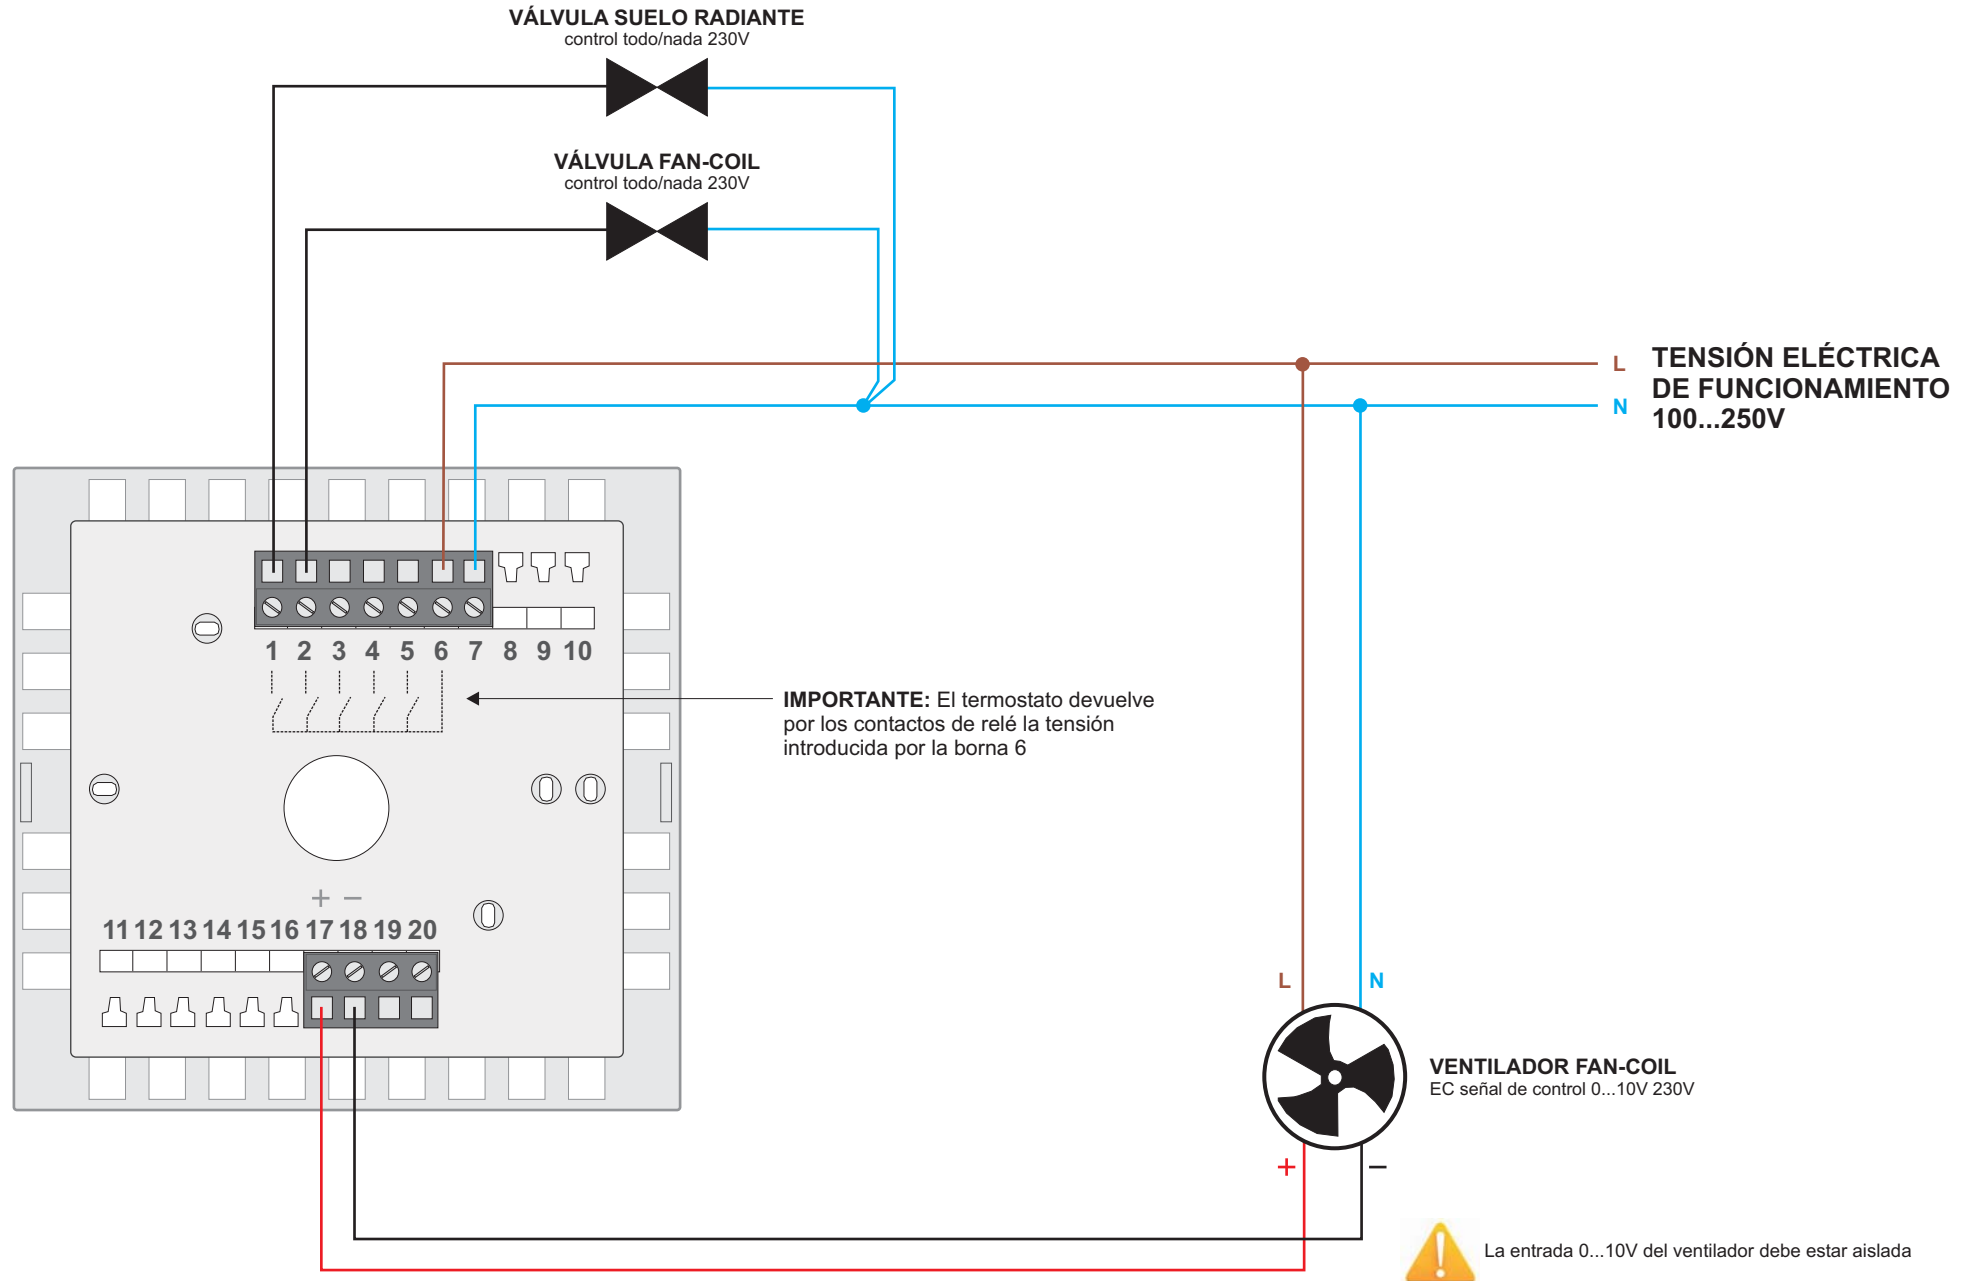 VÁLVULA SUELO RADIANTE
control todo/nada 230V
VÁLVULA FAN-COIL
control todo/nada 230V
L
N
TENSIÓN ELÉCTRICA
DE FUNCIONAMIENTO
100...250V
1 2 3 4 5 6 7 8 9 10
IMPORTANTE: El termostato devuelve
por los contactos de relé la tensión
introducida por la borna 6
+ −
11 12 13 14 15 16 17 18 19 20
L N
VENTILADOR FAN-COIL
EC señal de control 0...10V 230V
+ −
La entrada 0...10V del ventilador debe estar aislada